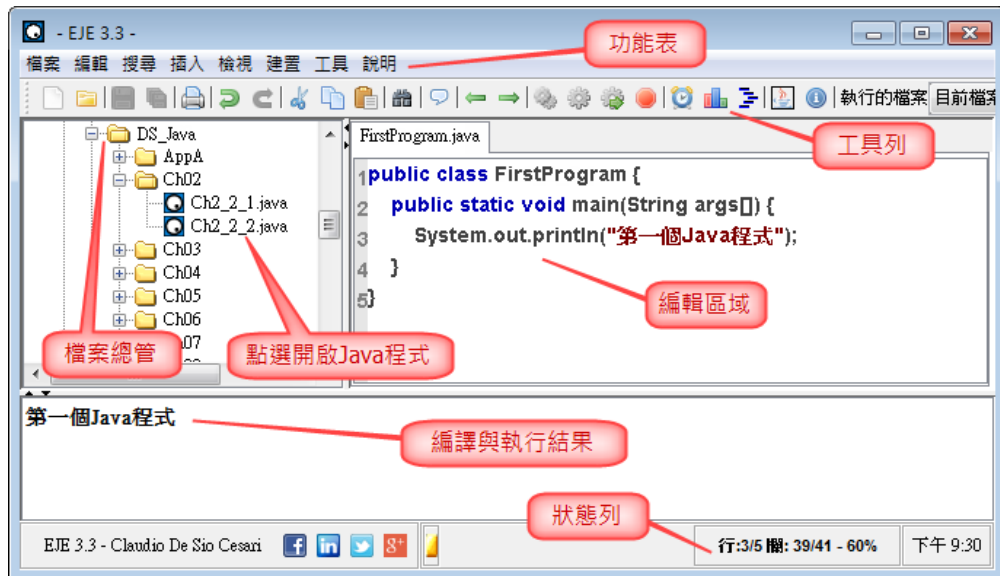 - EJE 3.3 -
功能表
檔案 編輯 搜尋 插入 檢視 建置 工具 說明
執行的檔案 目前檔案
工具列
DS_Java
AppA
Ch02
Ch2_2_1.java
Ch2_2_2.java
Ch03
Ch04
Ch05
Ch06
07
檔案總管
點選開啟Java程式
FirstProgram.java
1 public class FirstProgram {
2 public static void main(String args[]) {
3 System.out.println("第一個Java程式");
4 }
5 }
編輯區域
第一個Java程式
編譯與執行結果
狀態列
EJE 3.3 - Claudio De Sio Cesari
行:3/5 欄: 39/41 - 60%
下午 9:30